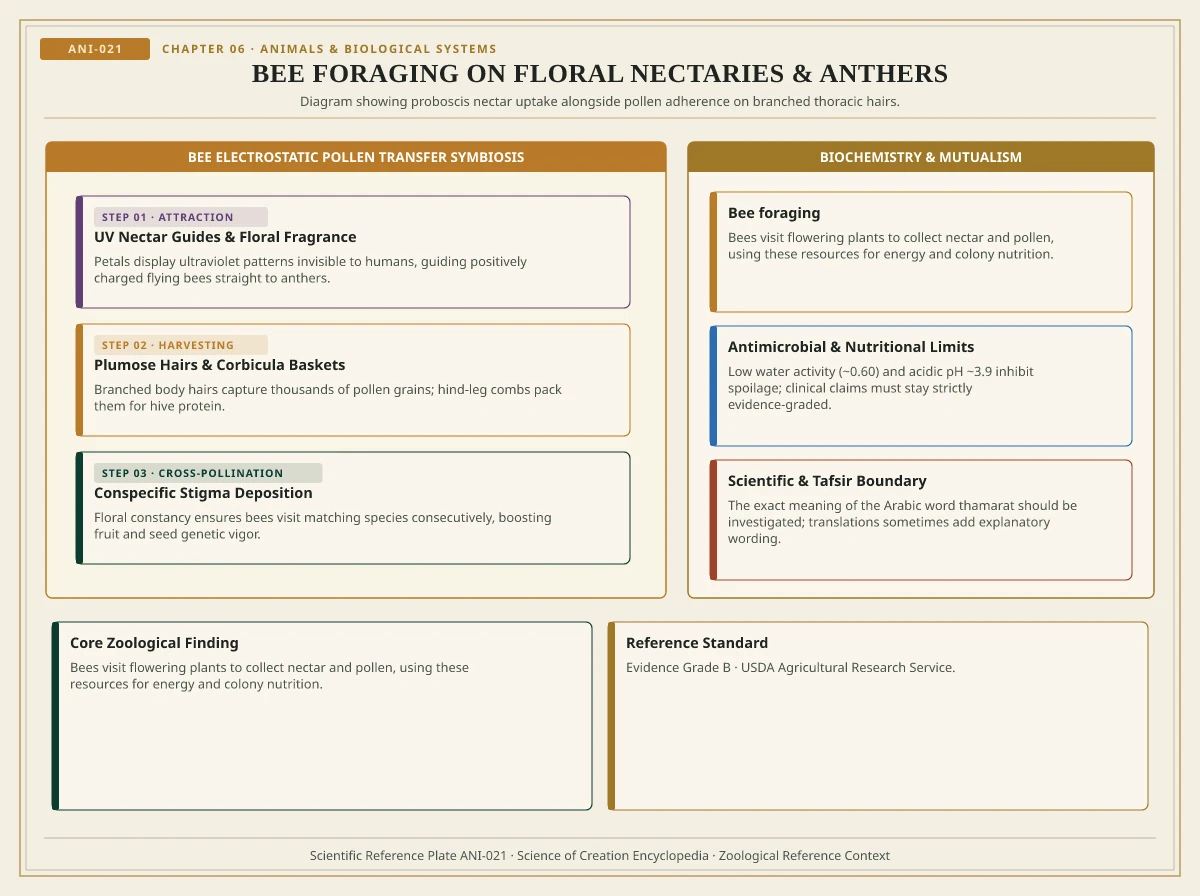 ANI-021
CHAPTER 06 · ANIMALS & BIOLOGICAL SYSTEMS
BEE FORAGING ON FLORAL NECTARIES & ANTHERS
Diagram showing proboscis nectar uptake alongside pollen adherence on branched thoracic hairs.
BEE ELECTROSTATIC POLLEN TRANSFER SYMBIOSIS
STEP 01 · ATTRACTION
UV Nectar Guides & Floral Fragrance
Petals display ultraviolet patterns invisible to humans, guiding positively
charged flying bees straight to anthers.
STEP 02 · HARVESTING
Plumose Hairs & Corbicula Baskets
Branched body hairs capture thousands of pollen grains; hind-leg combs pack
them for hive protein.
STEP 03 · CROSS-POLLINATION
Conspecific Stigma Deposition
Floral constancy ensures bees visit matching species consecutively, boosting
fruit and seed genetic vigor.
BIOCHEMISTRY & MUTUALISM
Bee foraging
Bees visit flowering plants to collect nectar and pollen,
using these resources for energy and colony nutrition.
Antimicrobial & Nutritional Limits
Low water activity (~0.60) and acidic pH ~3.9 inhibit
spoilage; clinical claims must stay strictly
evidence-graded.
Scientific & Tafsir Boundary
The exact meaning of the Arabic word thamarat should be
investigated; translations sometimes add explanatory
wording.
Core Zoological Finding
Bees visit flowering plants to collect nectar and pollen, using these
resources for energy and colony nutrition.
Reference Standard
Evidence Grade B · USDA Agricultural Research Service.
Scientific Reference Plate ANI-021 · Science of Creation Encyclopedia · Zoological Reference Context